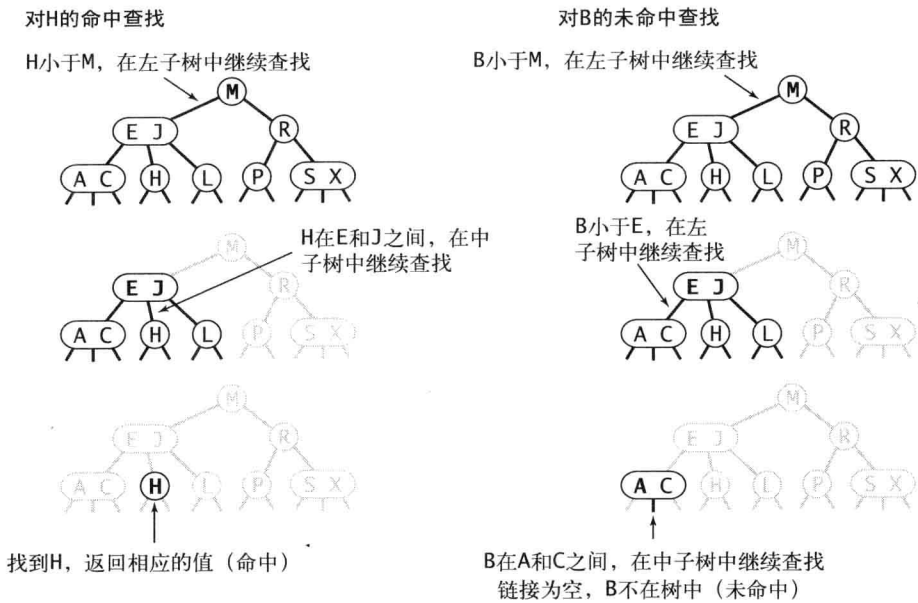 对H的命中查找
H小于M，在左子树中继续查找
M
E J
R
A C H L P S X
H在E和J之间，在中
子树中继续查找
M
E J
R
A C H L P S X
M
E J
R
A C H L P S X
找到H，返回相应的值（命中）
对B的未命中查找
B小于M，在左子树中继续查找
M
E J
R
A C H L P S X
B小于E，在左
子树中继续查找
M
E J
R
A C H L P S X
M
E J
R
A C H L P S X
B在A和C之间，在中子树中继续查找
链接为空，B不在树中（未命中）